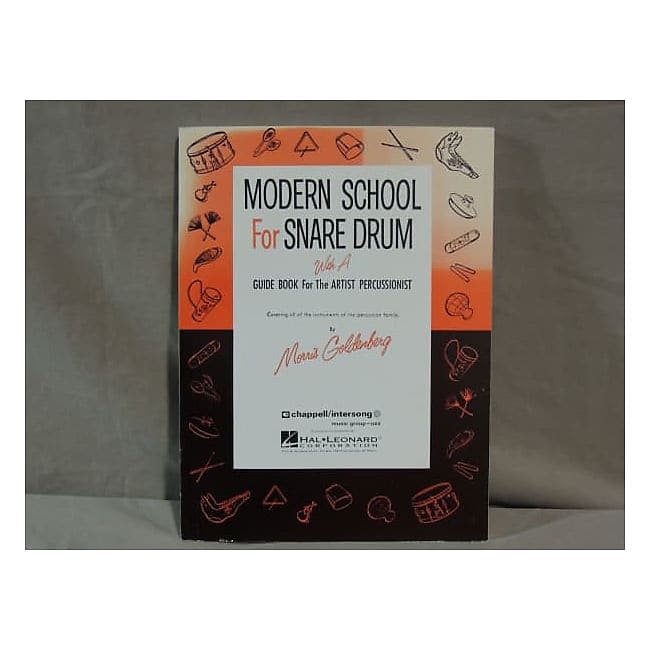 MODERN SCHOOL
For SNARE DRUM
With A
GUIDE BOOK For The ARTIST PERCUSSIONIST
Covering all of the instruments of the percussion family.
By
Morris Goldenberg
chappell/intersong
music group—usa
HAL•LEONARD®
CORPORATION